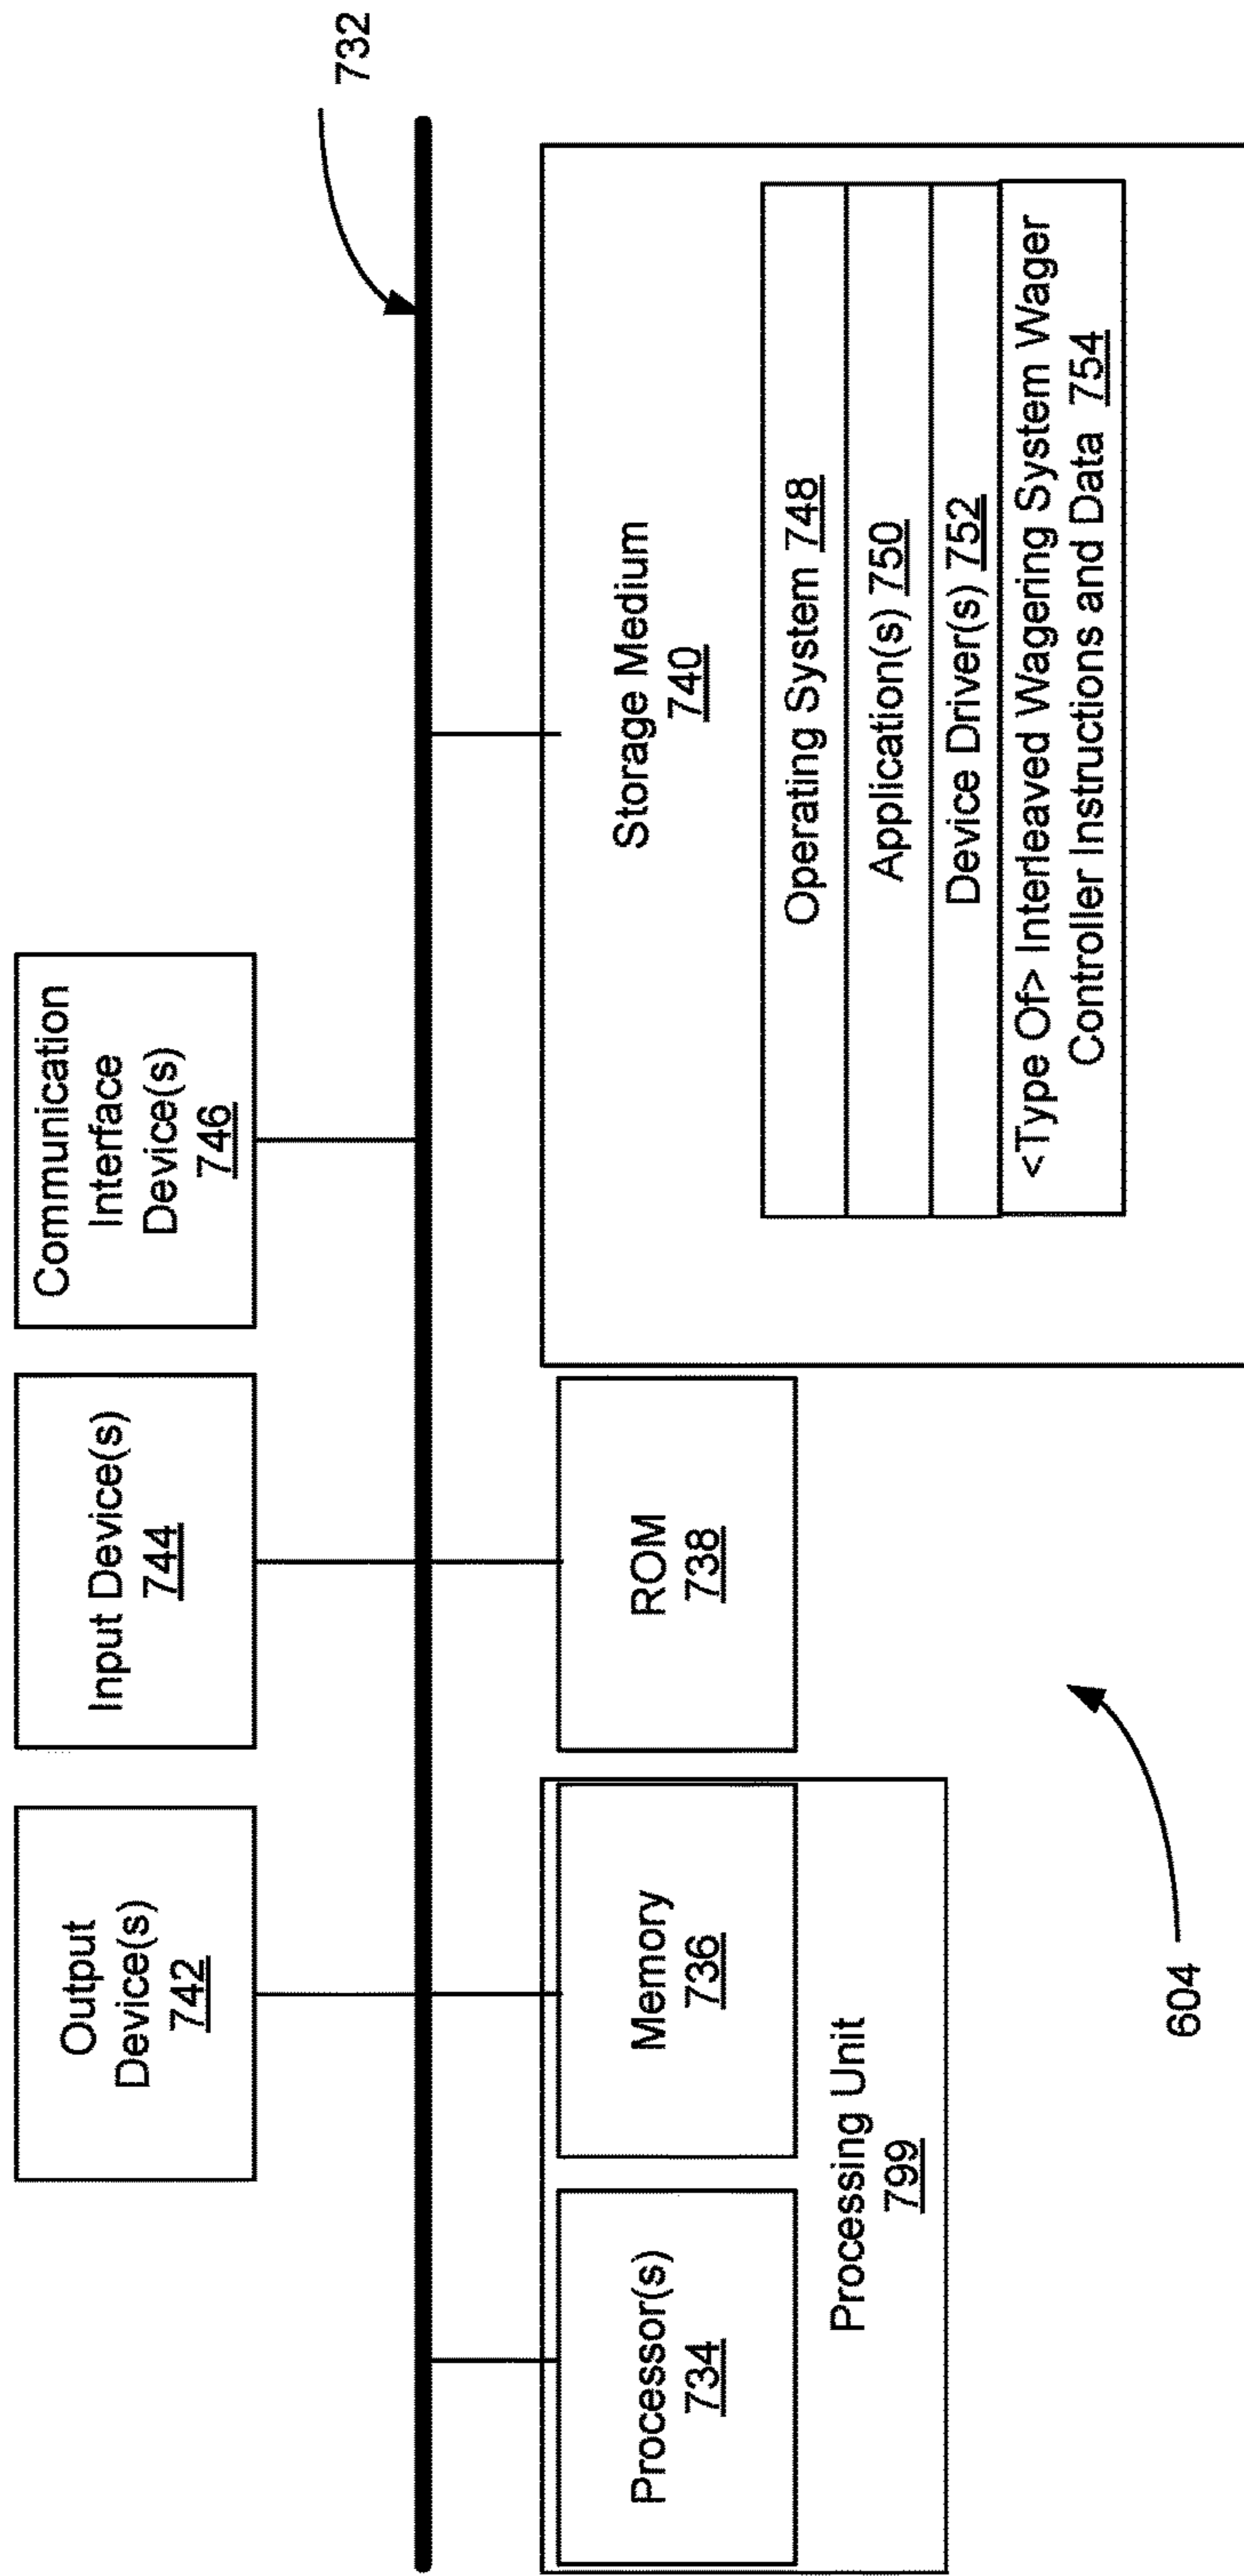 732
Output
Device(s)
742
Input Device(s)
744
Communication
Interface
Device(s)
746
Processor(s)
734
Memory
736
Processing Unit
799
ROM
738
Storage Medium
740
Operating System 748
Application(s) 750
Device Driver(s) 752
<Type Of> Interleaved Wagering System Wager
Controller Instructions and Data 754
604